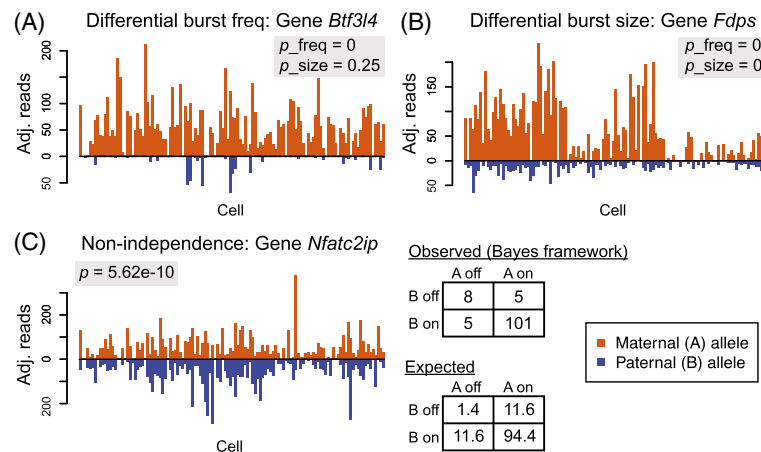 (A) Differential burst freq: Gene Btf3l4
p_freq = 0
p_size = 0.25
Adj. reads
200
100
50
0
50
Cell
(B) Differential burst size: Gene Fdps
p_freq = 0
p_size = 0
Adj. reads
150
100
50
0
50
Cell
(C) Non-independence: Gene Nfatc2ip
p = 5.62e-10
Adj. reads
300
200
100
0
200
Cell
Observed (Bayes framework)
A off A on
B off 8 5
B on 5 101
Expected
A off A on
B off 1.4 11.6
B on 11.6 94.4
Maternal (A) allele
Paternal (B) allele